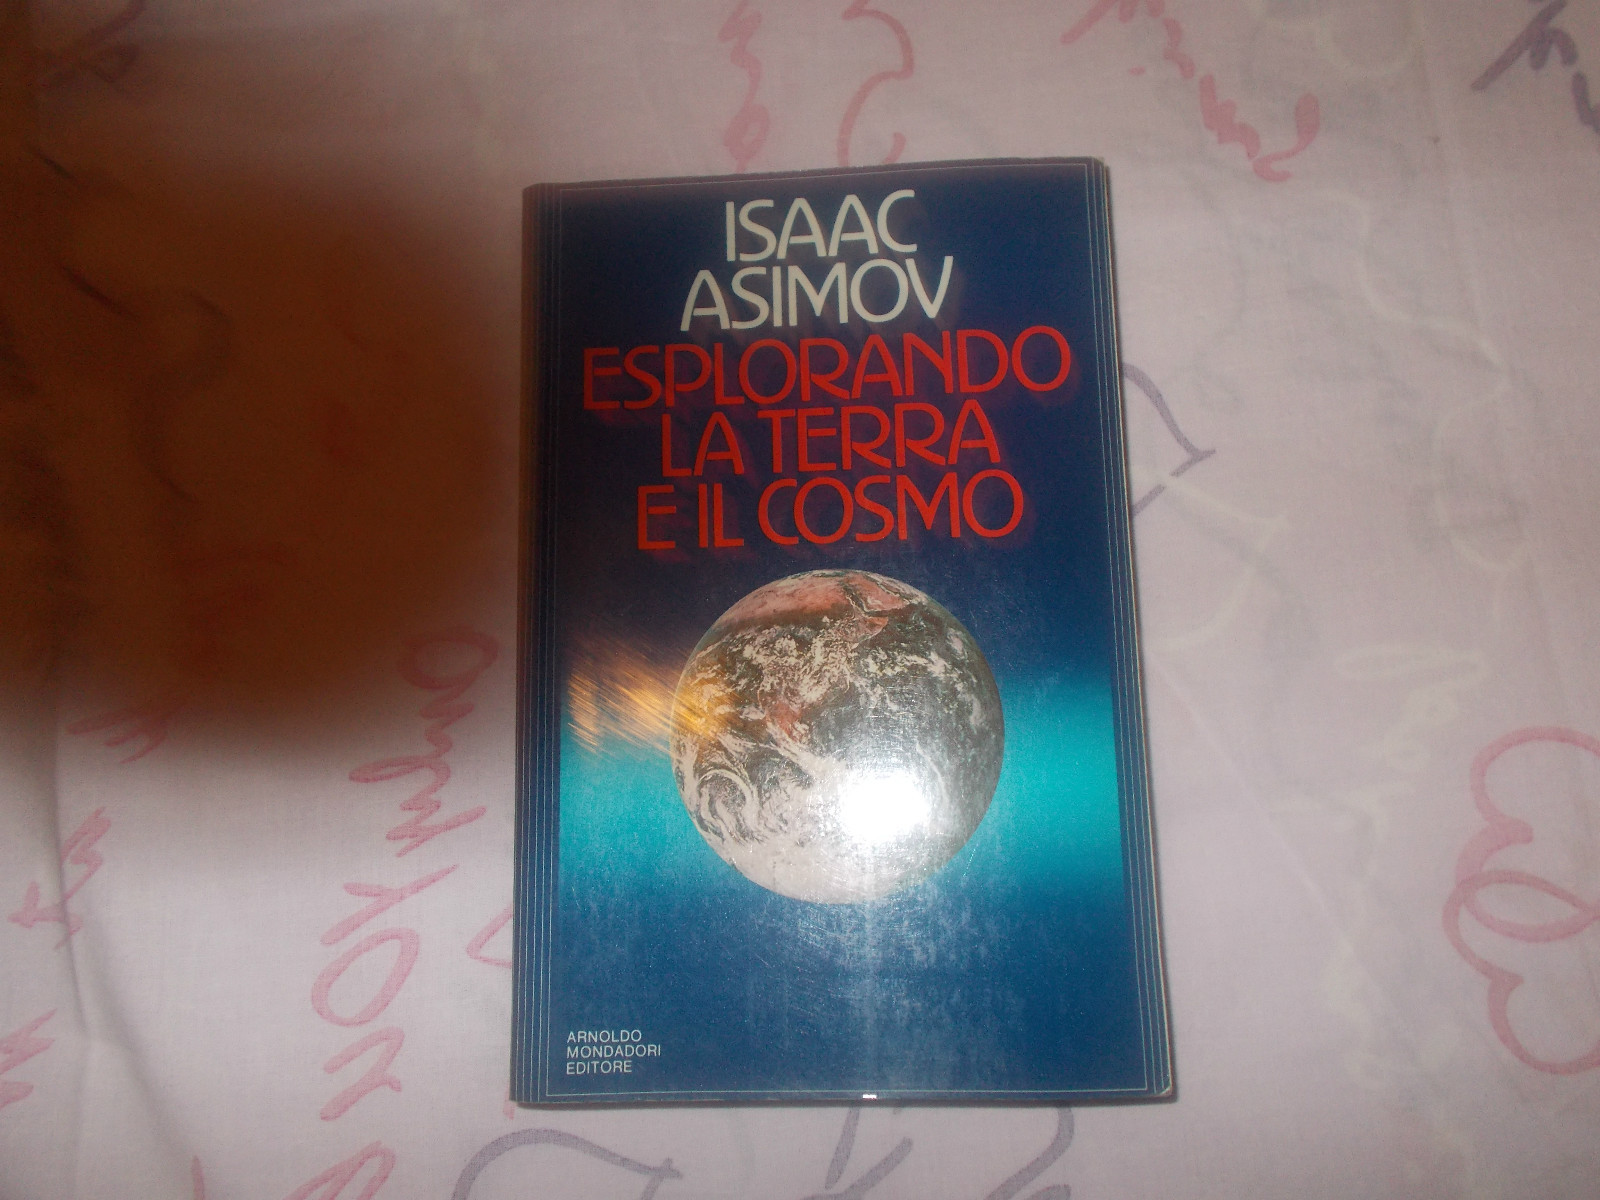 ISAAC
ASIMOV
ESPLORANDO
LA TERRA
E IL COSMO
ARNOLDO
MONDADORI
EDITORE